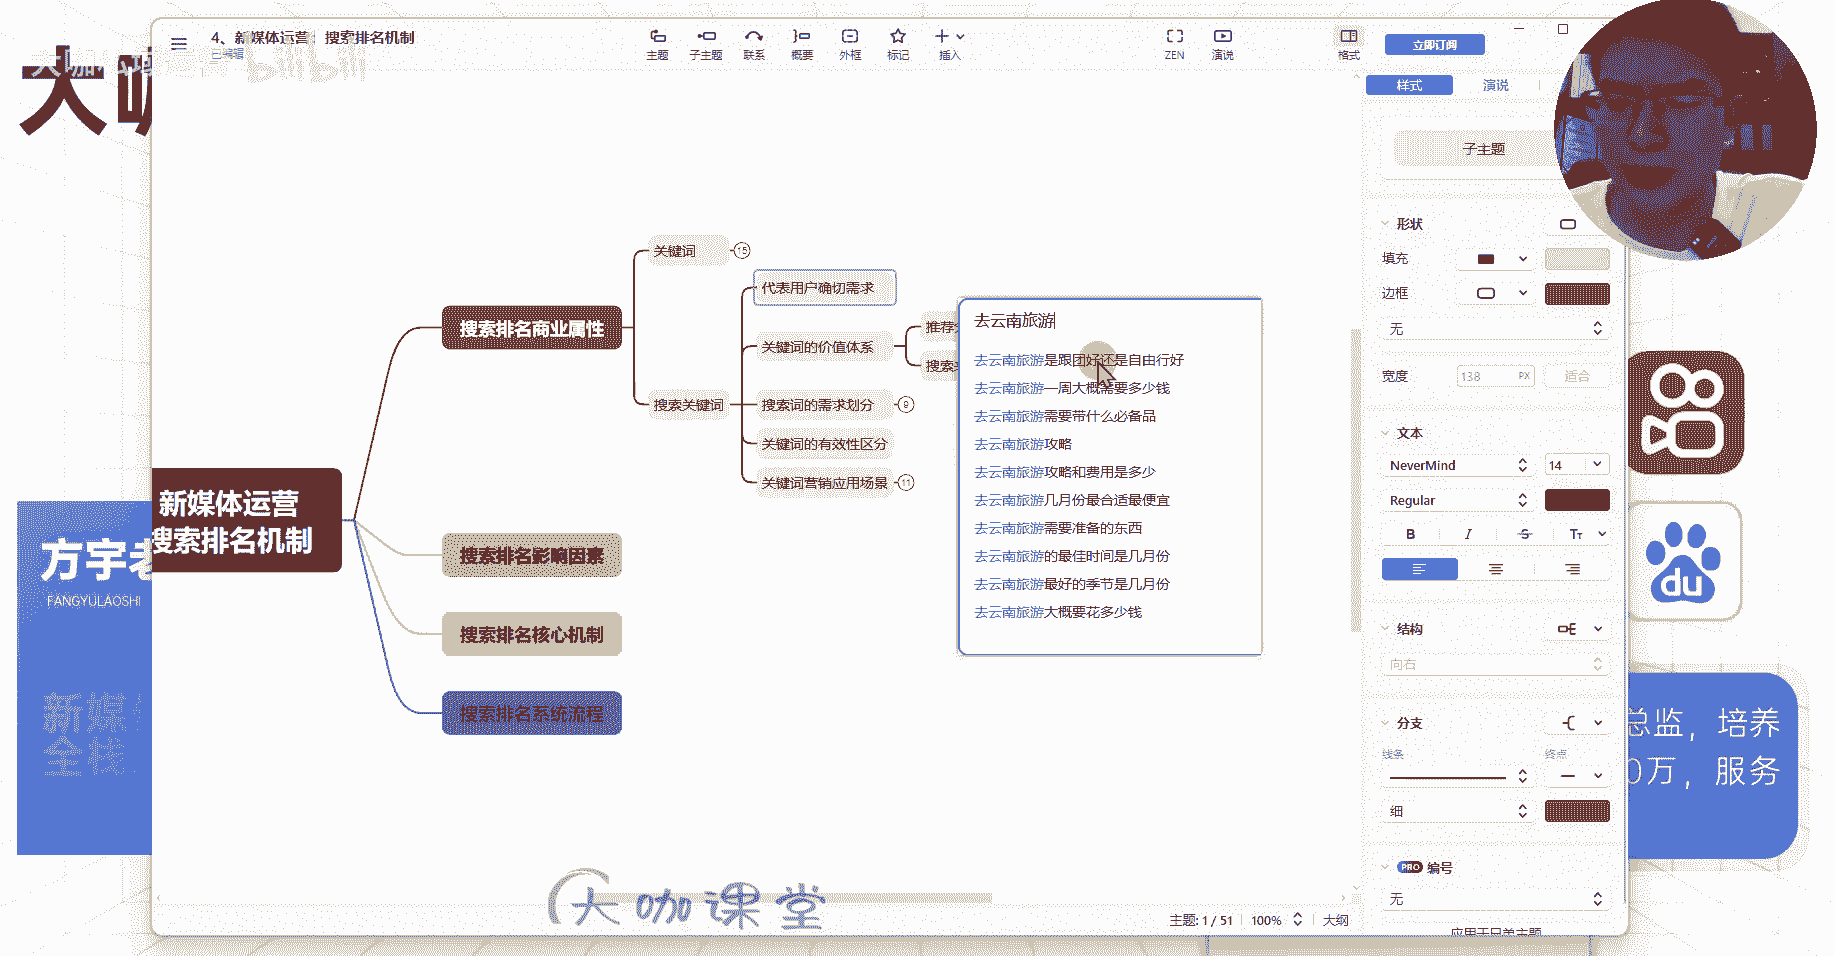 4、新媒体运营：搜索排名机制
已编辑
bilibili
主题
子主题
联系
概要
外框
标记
插入
ZEN
演说
格式
立即订阅
样式
演说
子主题
形状
填充
边框
无
宽度
138
PX
适合
文本
NeverMind
14
Regular
B
I
S
Tт
结构
向右
分支
线条
终点
细
PRO 编号
无
应用于兄弟主题
大咖
方宇老
FANGYULAOSHI
新媒体
全栈
新媒体运营
搜索排名机制
搜索排名商业属性
搜索排名影响因素
搜索排名核心机制
搜索排名系统流程
关键词
15
搜索关键词
代表用户确切需求
关键词的价值体系
推荐
搜索
搜索词的需求划分
9
关键词的有效性区分
关键词营销应用场景
11
去云南旅游
去云南旅游是跟团好还是自由行好
去云南旅游一周大概需要多少钱
去云南旅游需要带什么必备品
去云南旅游攻略
去云南旅游攻略和费用是多少
去云南旅游几月份最合适最便宜
去云南旅游需要准备的东西
去云南旅游的最佳时间是几月份
去云南旅游最好的季节是几月份
去云南旅游大概要花多少钱
du
总监，培养
0万，服务
大咖课堂
主题: 1 / 51
100%
大纲